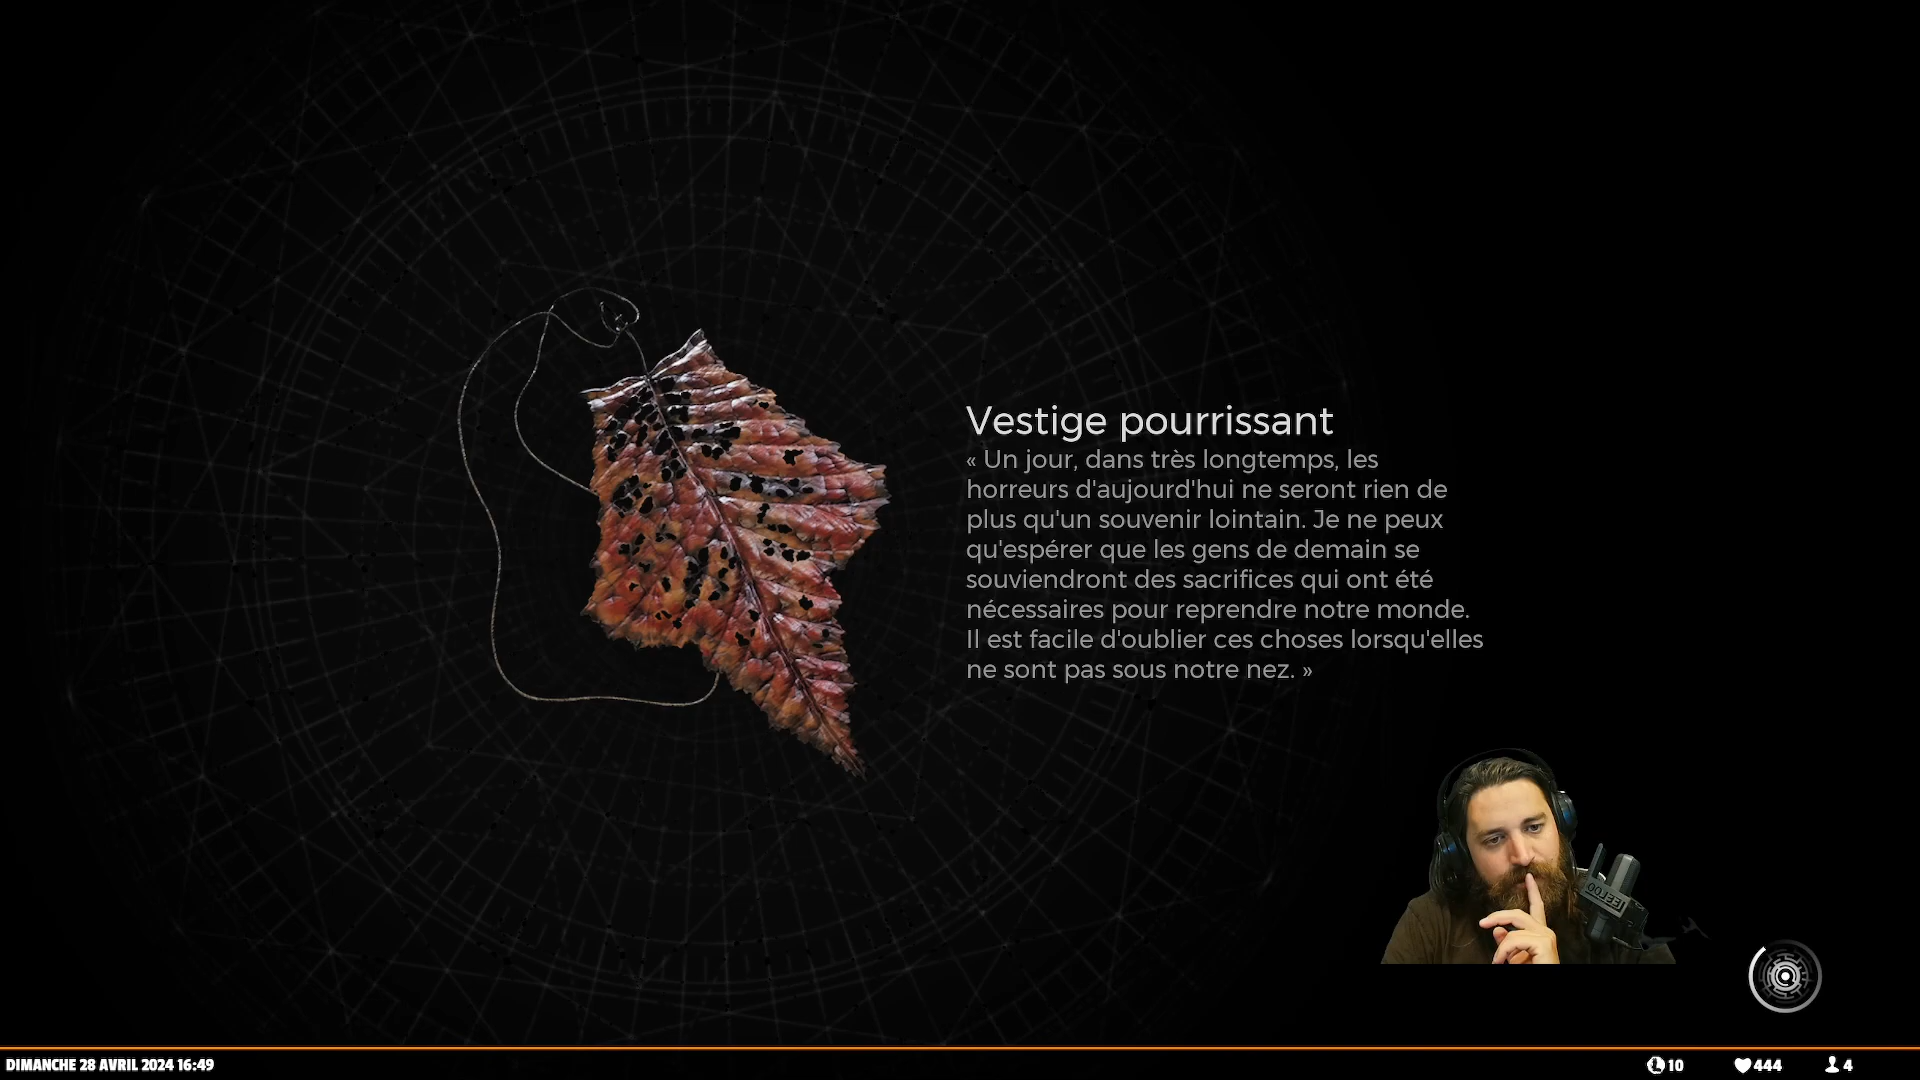 Vestige pourrissant
« Un jour, dans très longtemps, les
horreurs d'aujourd'hui ne seront rien de
plus qu'un souvenir lointain. Je ne peux
qu'espérer que les gens de demain se
souviendront des sacrifices qui ont été
nécessaires pour reprendre notre monde.
Il est facile d'oublier ces choses lorsqu'elles
ne sont pas sous notre nez. »
DIMANCHE 28 AVRIL 2024 16:49
10
444
4